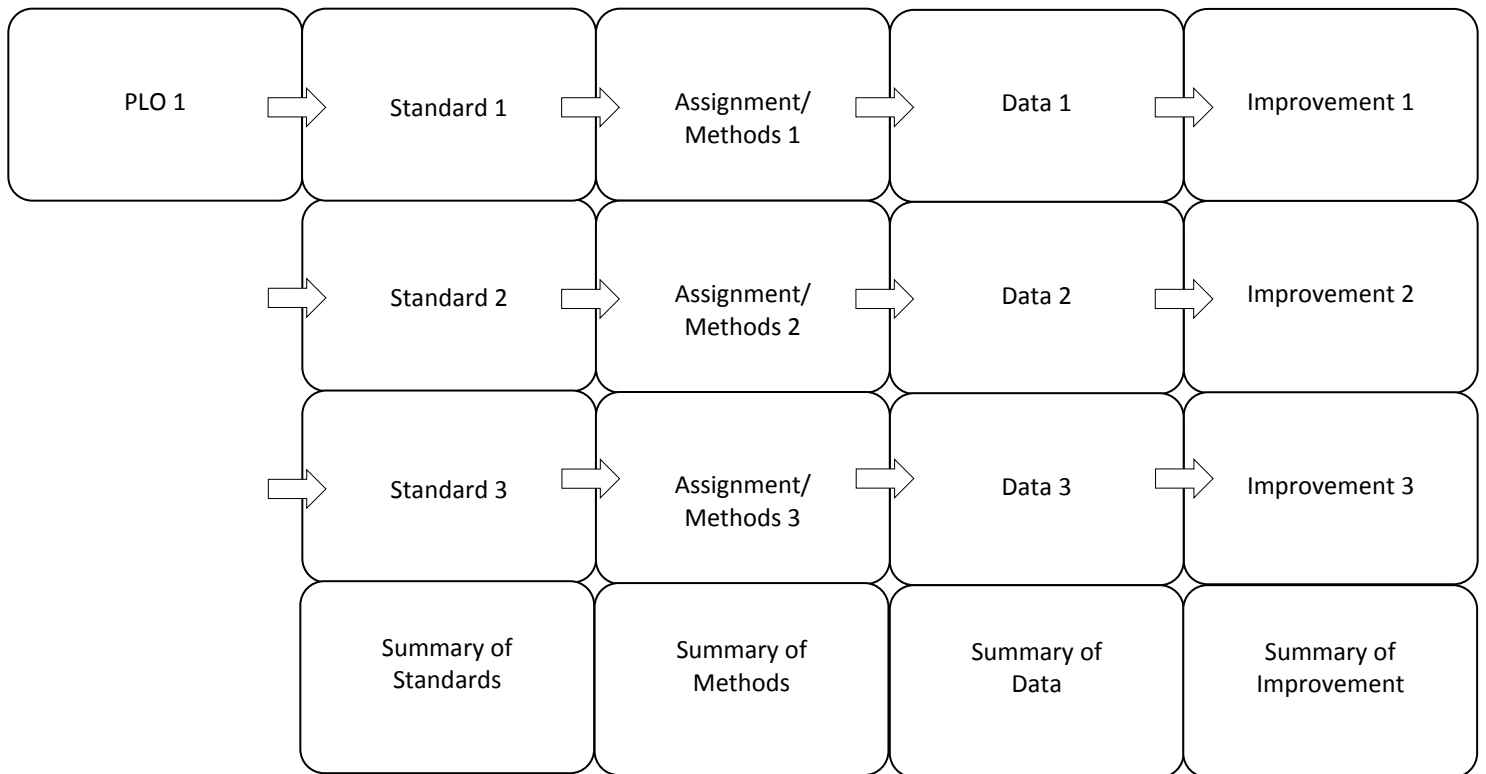 PLO 1
Standard 1
Assignment/
Methods 1
Data 1
Improvement 1
Standard 2
Assignment/
Methods 2
Data 2
Improvement 2
Standard 3
Assignment/
Methods 3
Data 3
Improvement 3
Summary of
Standards
Summary of
Methods
Summary of
Data
Summary of
Improvement